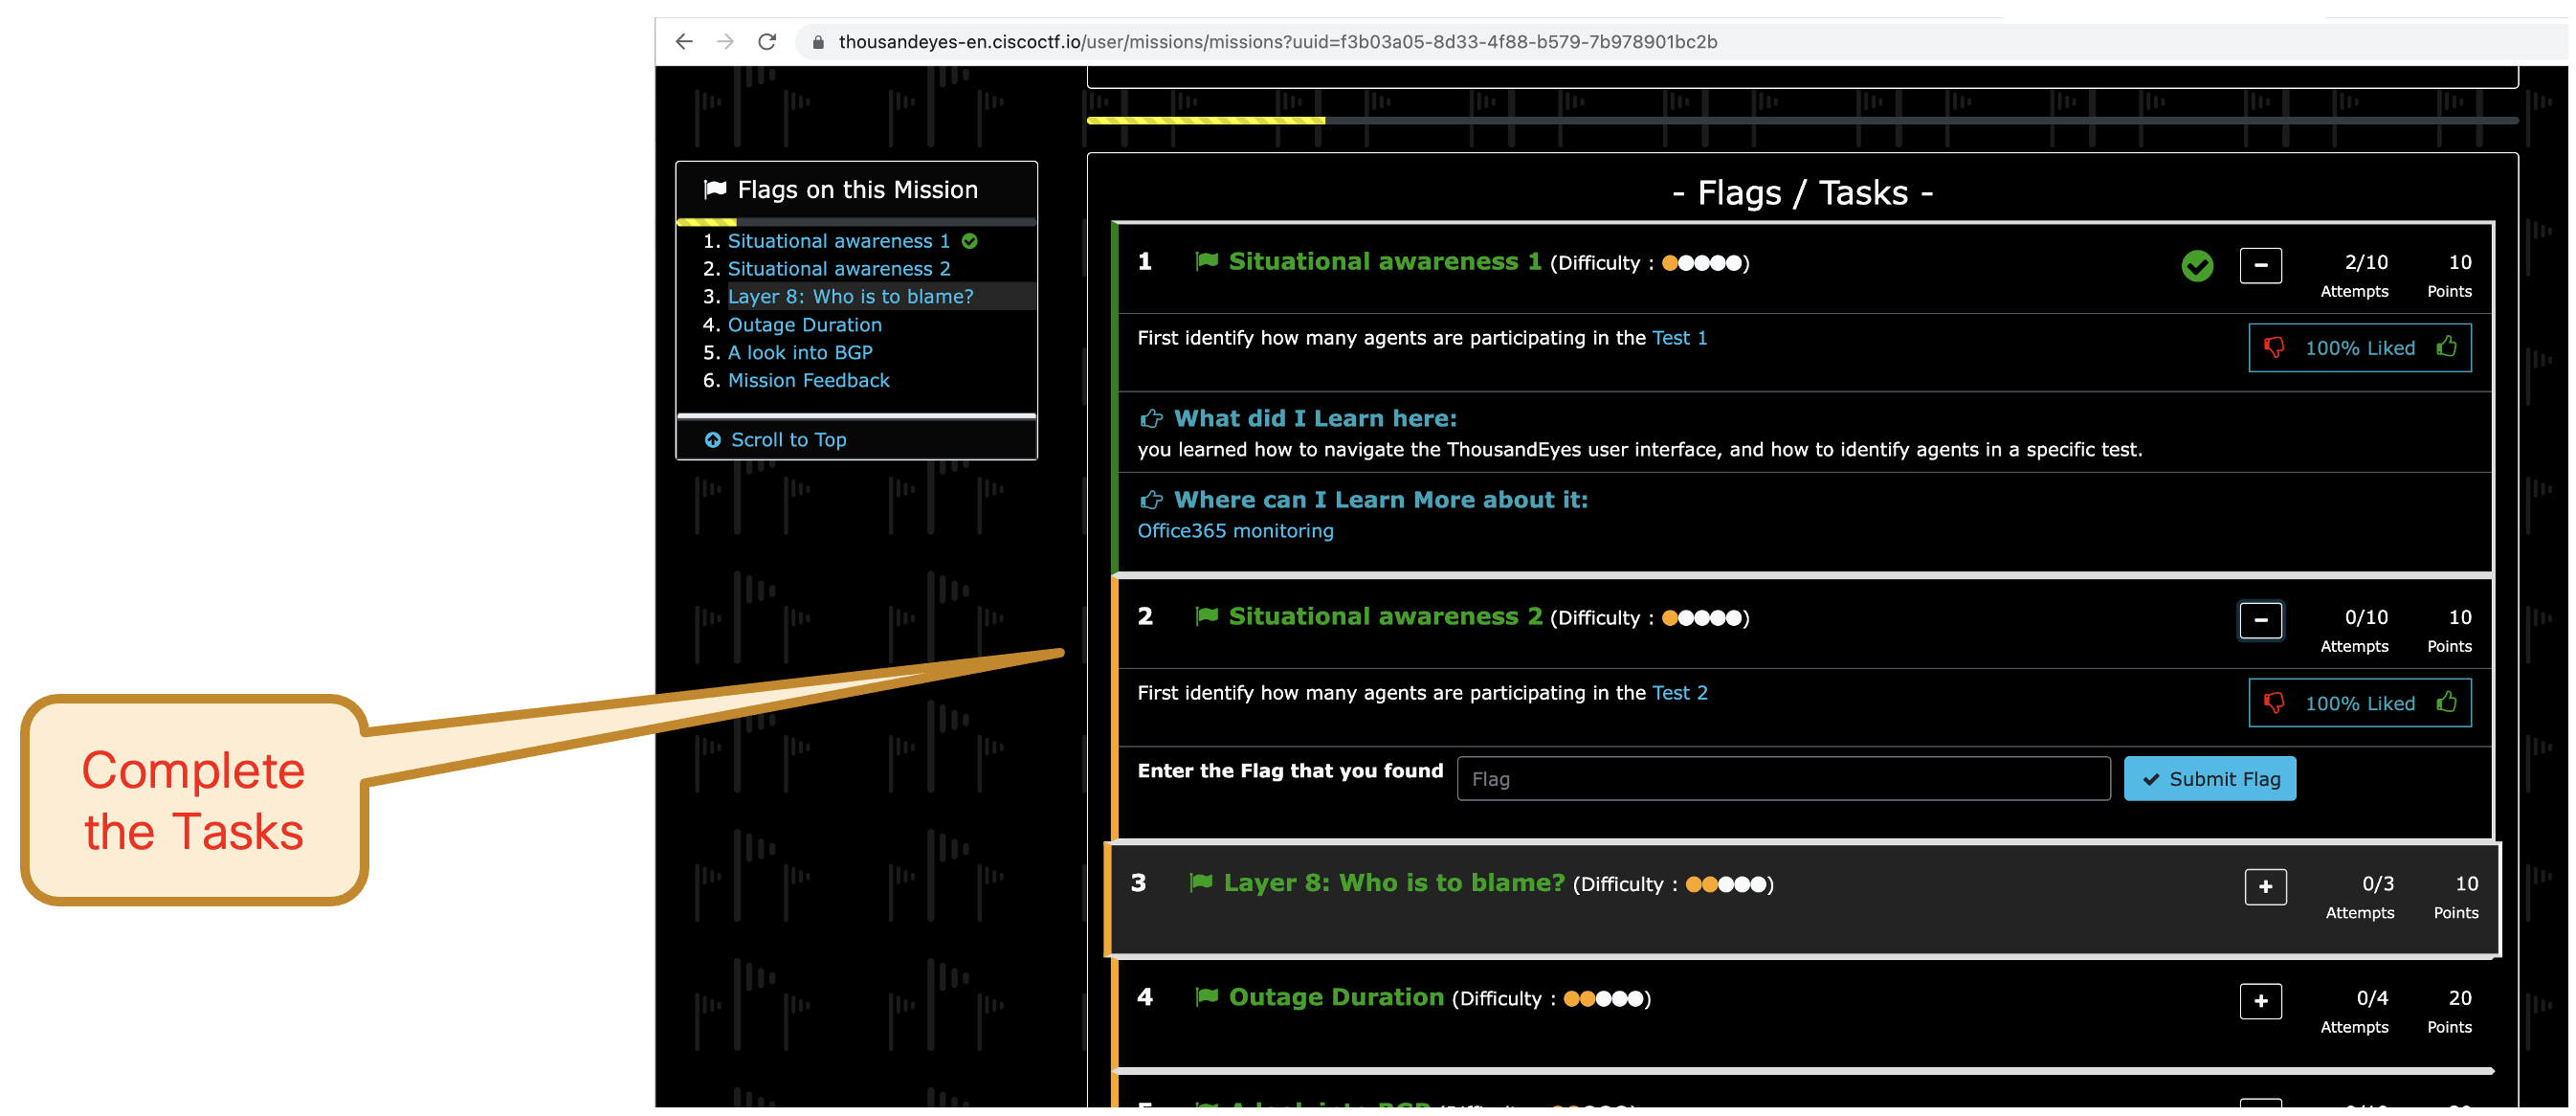 thousandeyes-en.ciscoctf.io/user/missions/missions?uuid=f3b03a05-8d33-4f88-b579-7b978901bc2b
Flags on this Mission
1. Situational awareness 1
2. Situational awareness 2
3. Layer 8: Who is to blame?
4. Outage Duration
5. A look into BGP
6. Mission Feedback
Scroll to Top
Complete
the Tasks
- Flags / Tasks -
1 Situational awareness 1 (Difficulty : ) 2/10 10
Attempts Points
First identify how many agents are participating in the Test 1
100% Liked
What did I Learn here:
you learned how to navigate the ThousandEyes user interface, and how to identify agents in a specific test.
Where can I Learn More about it:
Office365 monitoring
2 Situational awareness 2 (Difficulty : ) 0/10 10
Attempts Points
First identify how many agents are participating in the Test 2
100% Liked
Enter the Flag that you found Flag Submit Flag
3 Layer 8: Who is to blame? (Difficulty : ) 0/3 10
Attempts Points
4 Outage Duration (Difficulty : ) 0/4 20
Attempts Points
5 A look into BGP (Difficulty : )